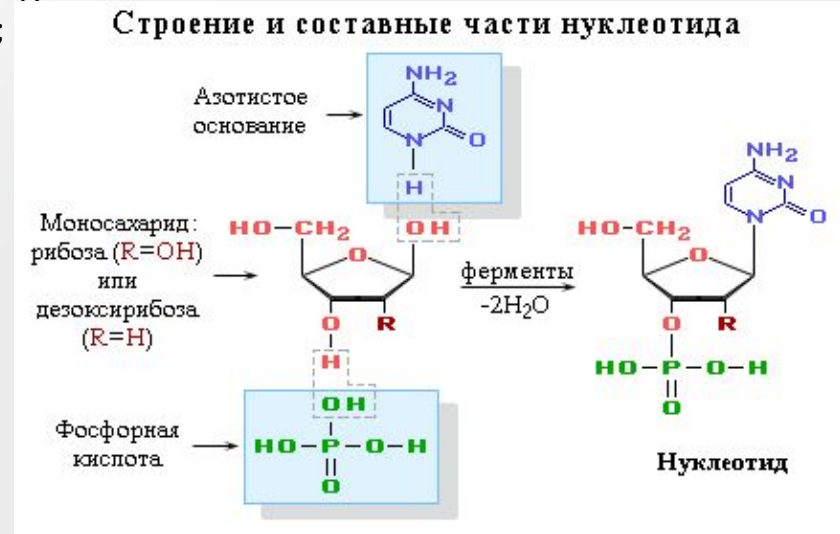 ;
Строение и составные части нуклеотида
Азотистое
основание
NH2
N
N
O
H
Моносахарид:
рибоза (R=OH)
или
дезоксирибоза
(R=H)
HO–CH2
OH
O
O
R
H
ферменты
-2H2O
Фосфорная
кислота
OH
HO–P–O–H
O
NH2
N
N
O
HO–CH2
O
O
R
HO–P–O–H
O
Нуклеотид